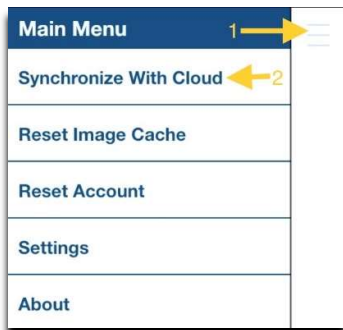 Main Menu 1
Synchronize With Cloud 2
Reset Image Cache
Reset Account
Settings
About